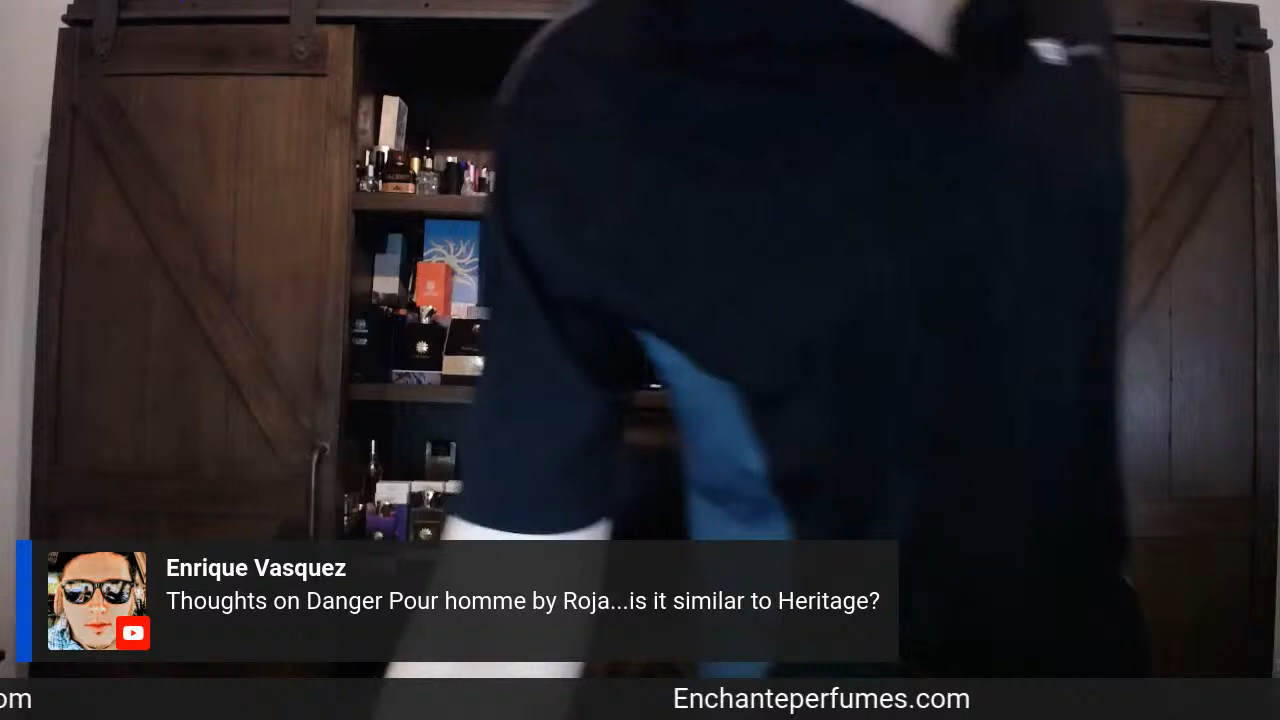 Enrique Vasquez
Thoughts on Danger Pour homme by Roja...is it similar to Heritage?
om
Enchanteperfumes.com